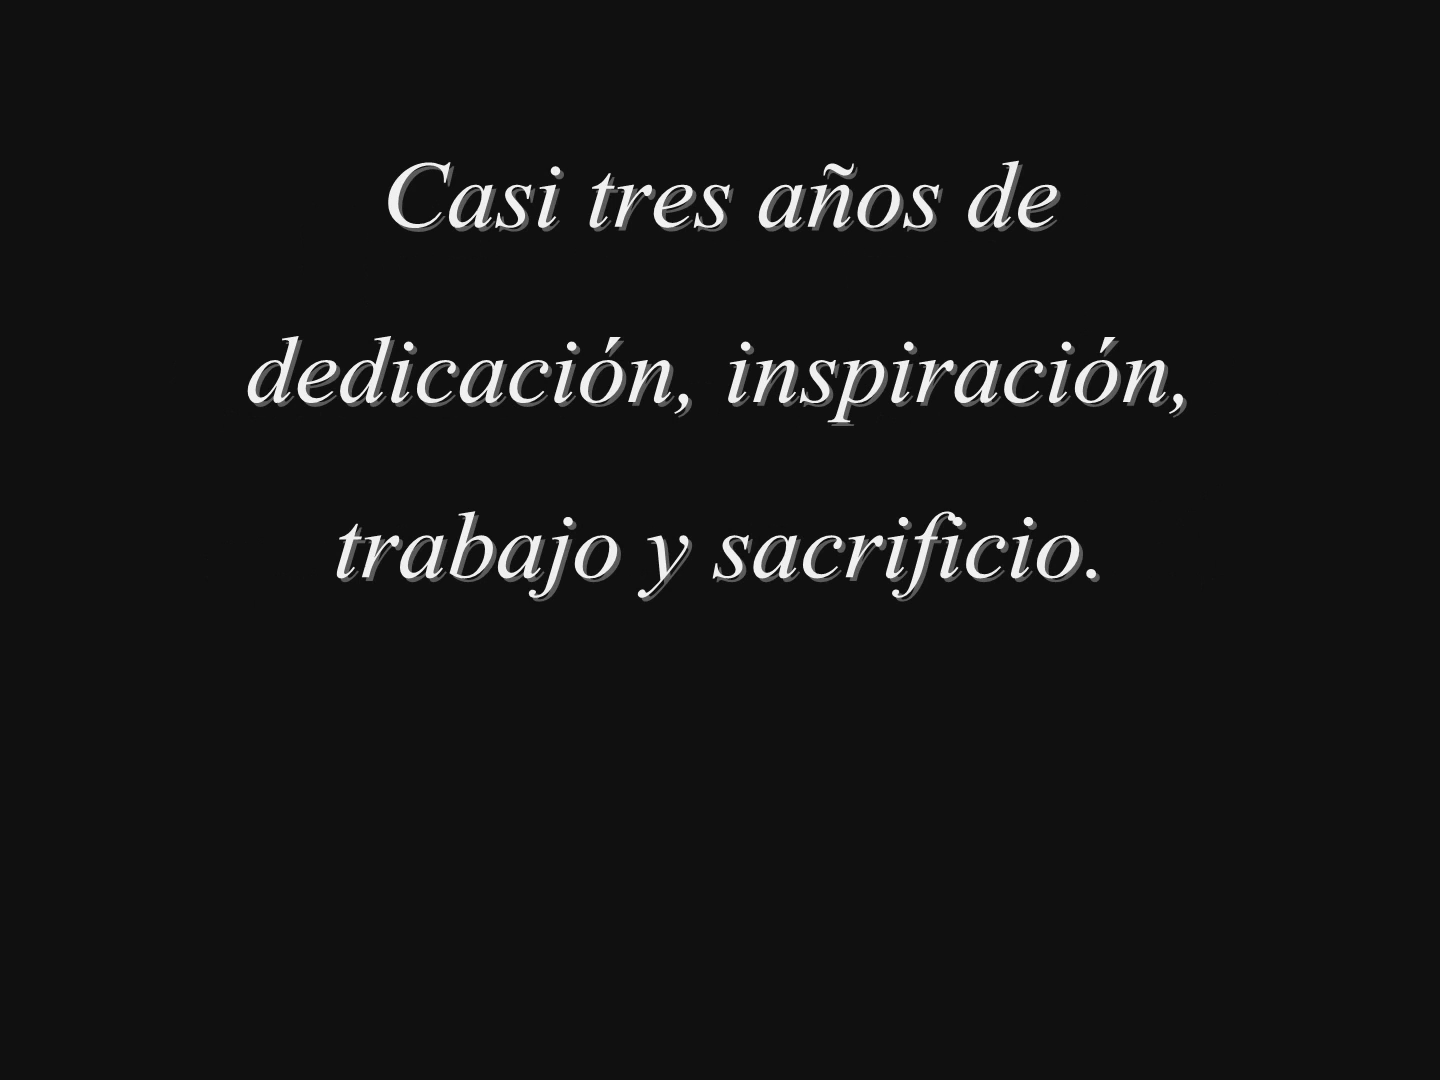 Casi tres años de
dedicación, inspiración,
trabajo y sacrificio.